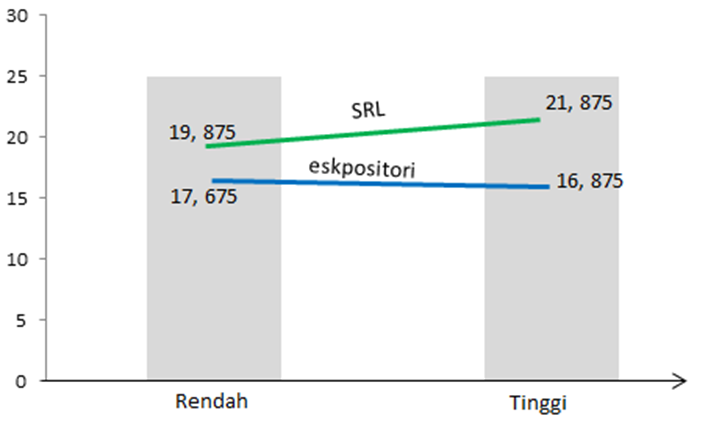 30
25
20
15
10
5
0
SRL
19, 875
21, 875
eskpositori
17, 675
16, 875
Rendah
Tinggi